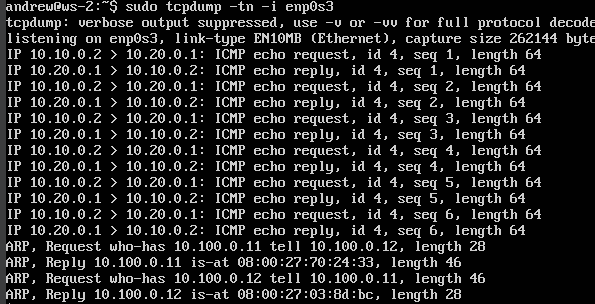 andrew@ws-2:~$ sudo tcpdump -tn -i enp0s3
tcpdump: verbose output suppressed, use -v or -vv for full protocol decode
listening on enp0s3, link-type EN10MB (Ethernet), capture size 262144 byte
IP 10.10.0.2 > 10.20.0.1: ICMP echo request, id 4, seq 1, length 64
IP 10.20.0.1 > 10.10.0.2: ICMP echo reply, id 4, seq 1, length 64
IP 10.10.0.2 > 10.20.0.1: ICMP echo request, id 4, seq 2, length 64
IP 10.20.0.1 > 10.10.0.2: ICMP echo reply, id 4, seq 2, length 64
IP 10.10.0.2 > 10.20.0.1: ICMP echo request, id 4, seq 3, length 64
IP 10.20.0.1 > 10.10.0.2: ICMP echo reply, id 4, seq 3, length 64
IP 10.10.0.2 > 10.20.0.1: ICMP echo request, id 4, seq 4, length 64
IP 10.20.0.1 > 10.10.0.2: ICMP echo reply, id 4, seq 4, length 64
IP 10.10.0.2 > 10.20.0.1: ICMP echo request, id 4, seq 5, length 64
IP 10.20.0.1 > 10.10.0.2: ICMP echo reply, id 4, seq 5, length 64
IP 10.10.0.2 > 10.20.0.1: ICMP echo request, id 4, seq 6, length 64
IP 10.20.0.1 > 10.10.0.2: ICMP echo reply, id 4, seq 6, length 64
ARP, Request who-has 10.100.0.11 tell 10.100.0.12, length 28
ARP, Reply 10.100.0.11 is-at 08:00:27:70:24:33, length 46
ARP, Request who-has 10.100.0.12 tell 10.100.0.11, length 46
ARP, Reply 10.100.0.12 is-at 08:00:27:03:8d:bc, length 28